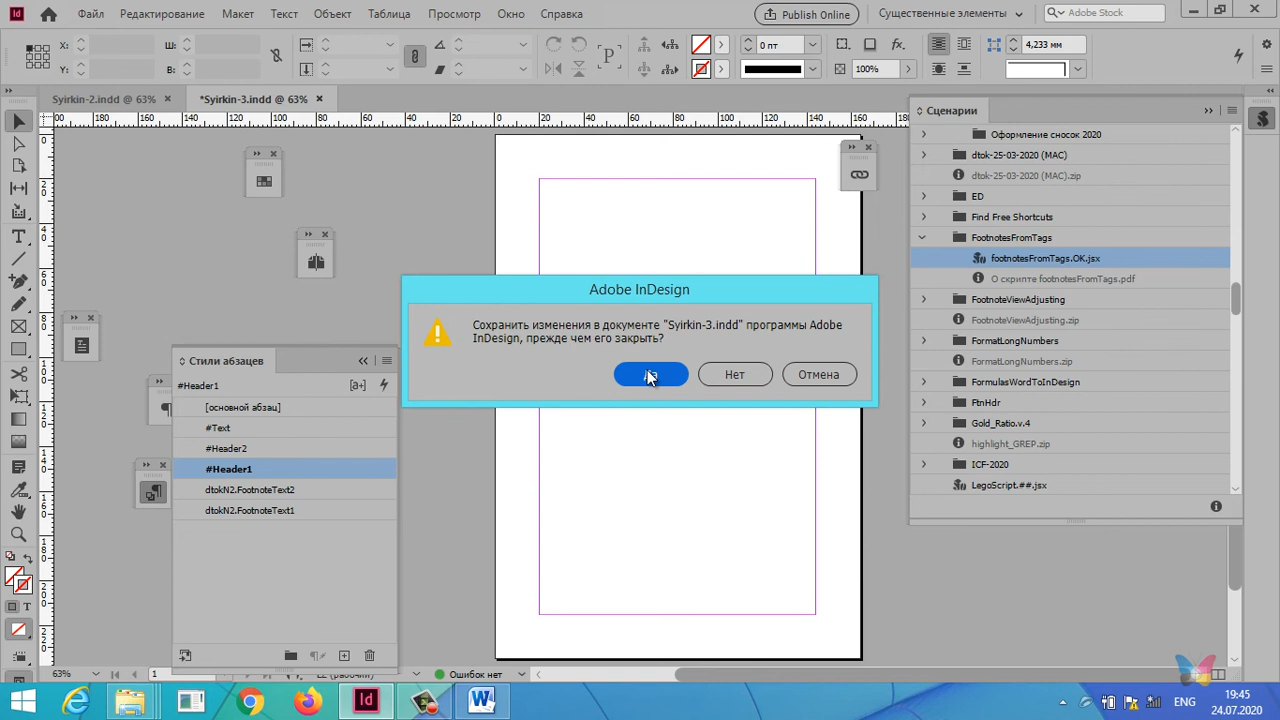 Файл Редактирование Макет Текст Объект Таблица Просмотр Окно Справка Publish Online Существенные элементы Adobe Stock
X: Ш: 0 пт 4,233 мм
Y: В: 100%
Syirkin-2.indd @ 63% *Syirkin-3.indd @ 63%
Сценарии
Оформление сносок 2020
dtok-25-03-2020 (MAC)
dtok-25-03-2020 (MAC).zip
ED
Find Free Shortcuts
FootnotesFromTags
footnotesFromTags.OK.jsx
О скрипте footnotesFromTags.pdf
FootnoteViewAdjusting
FootnoteViewAdjusting.zip
FormatLongNumbers
FormatLongNumbers.zip
FormulasWordToInDesign
FtnHdr
Gold_Ratio.v.4
highlight_GREP.zip
ICF-2020
LegoScript.##.jsx
Adobe InDesign
Сохранить изменения в документе "Syirkin-3.indd" программы Adobe
InDesign, прежде чем его закрыть?
Нет Отмена
Стили абзацев
#Header1
[основной абзац]
#Text
#Header2
#Header1
dtokN2.FootnoteText2
dtokN2.FootnoteText1
63% 1 Ошибок нет
ENG 19:45
24.07.2020